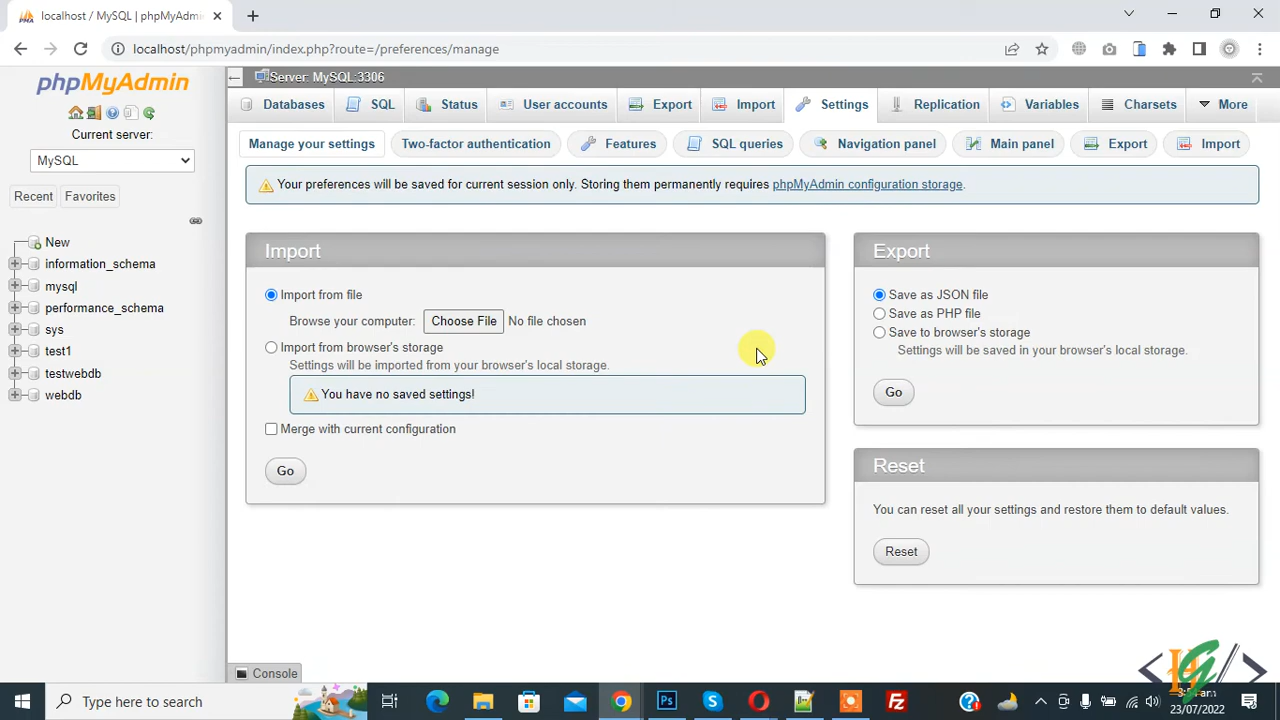 localhost / MySQL | phpMyAdmin
localhost/phpmyadmin/index.php?route=/preferences/manage
phpMyAdmin
Current server:
MySQL
Recent
Favorites
New
information_schema
mysql
performance_schema
sys
test1
testwebdb
webdb
Server: MySQL:3306
Databases
SQL
Status
User accounts
Export
Import
Settings
Replication
Variables
Charsets
More
Manage your settings
Two-factor authentication
Features
SQL queries
Navigation panel
Main panel
Export
Import
Your preferences will be saved for current session only. Storing them permanently requires phpMyAdmin configuration storage.
Import
Import from file
Browse your computer: Choose File No file chosen
Import from browser's storage
Settings will be imported from your browser's local storage.
You have no saved settings!
Merge with current configuration
Go
Export
Save as JSON file
Save as PHP file
Save to browser's storage
Settings will be saved in your browser's local storage.
Go
Reset
You can reset all your settings and restore them to default values.
Reset
Console
Type here to search
23/07/2022